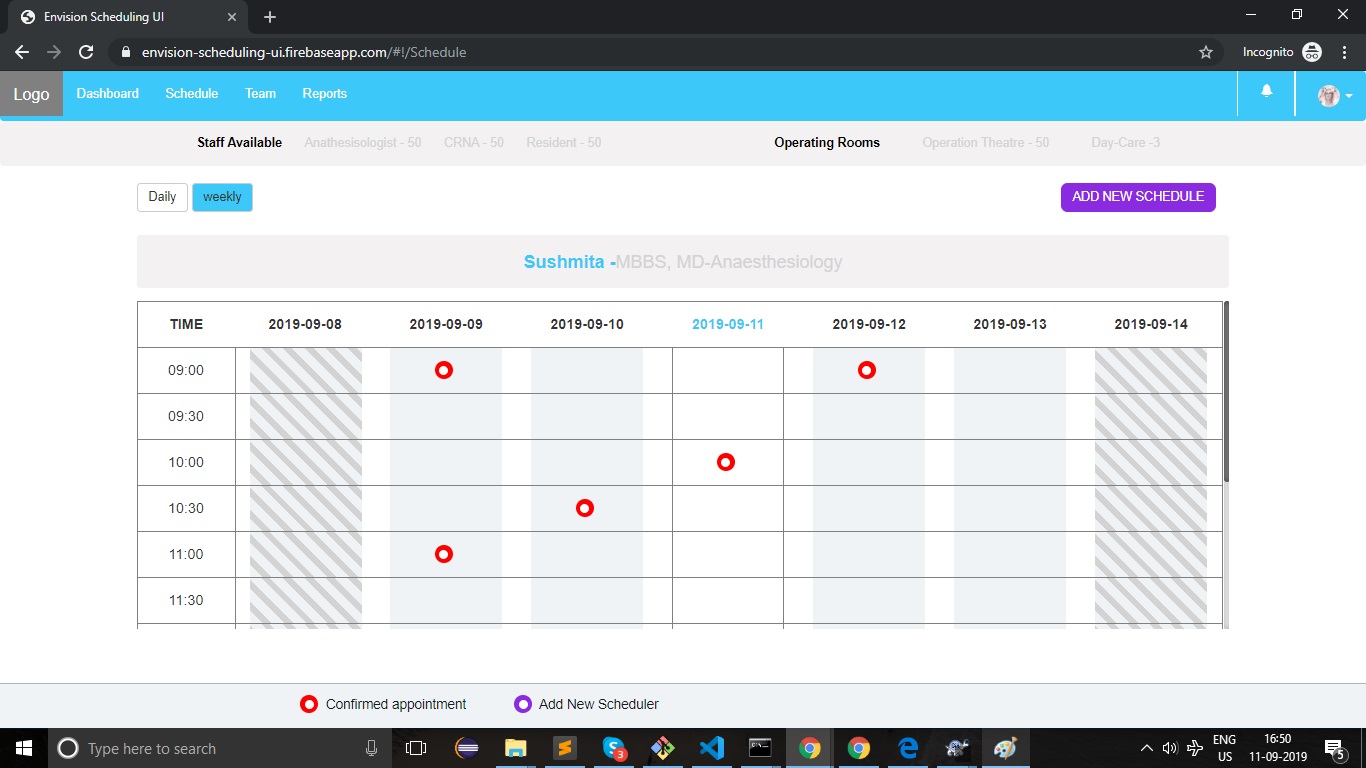 Envision Scheduling UI
envision-scheduling-ui.firebaseapp.com/#!/Schedule
Incognito
Logo Dashboard Schedule Team Reports
Staff Available Anathesisologist - 50 CRNA - 50 Resident - 50 Operating Rooms Operation Theatre - 50 Day-Care -3
Daily weekly ADD NEW SCHEDULE
Sushmita -MBBS, MD-Anaesthesiology
TIME 2019-09-08 2019-09-09 2019-09-10 2019-09-11 2019-09-12 2019-09-13 2019-09-14
09:00
09:30
10:00
10:30
11:00
11:30
Confirmed appointment Add New Scheduler
Type here to search
3
ENG
US
16:50
11-09-2019
5